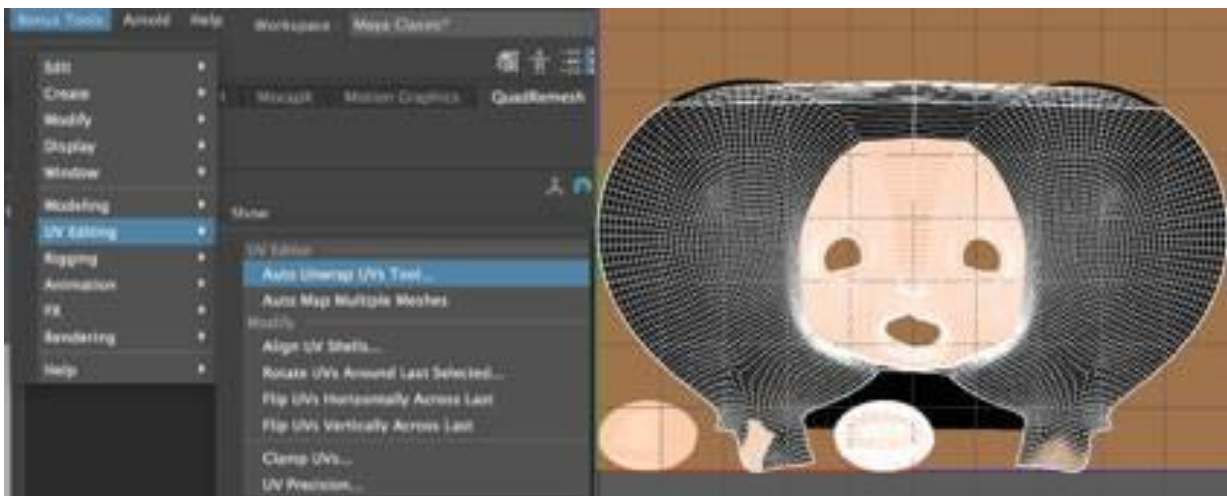 Bonus Tools Arnold Help Workspace Maya Classic*
Edit
Create
Modify
Display
Window
Modeling
UV Editing
Rigging
Animation
FX
Rendering
Help
Motion Graphics QuadRemesh
Show
UV Editor
Auto Unwrap UVs Tool...
Auto Map Multiple Meshes
Modify
Align UV Shells...
Rotate UVs Around Last Selected...
Flip UVs Horizontally Across Last
Flip UVs Vertically Across Last
Clamp UVs...
UV Precision...